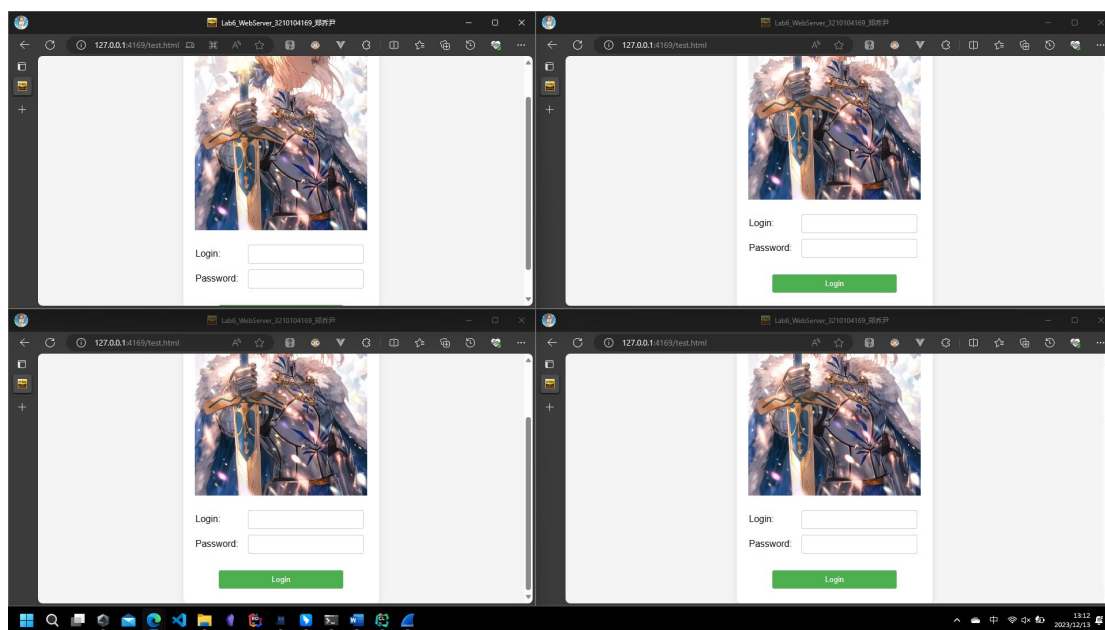 Lab6_WebServer_3210104169_郑乔尹
127.0.0.1:4169/test.html
Login:
Password:
Lab6_WebServer_3210104169_郑乔尹
127.0.0.1:4169/test.html
Login:
Password:
Login
Lab6_WebServer_3210104169_郑乔尹
127.0.0.1:4169/test.html
Login:
Password:
Login
Lab6_WebServer_3210104169_郑乔尹
127.0.0.1:4169/test.html
Login:
Password:
Login
中
13:12
2023/12/13